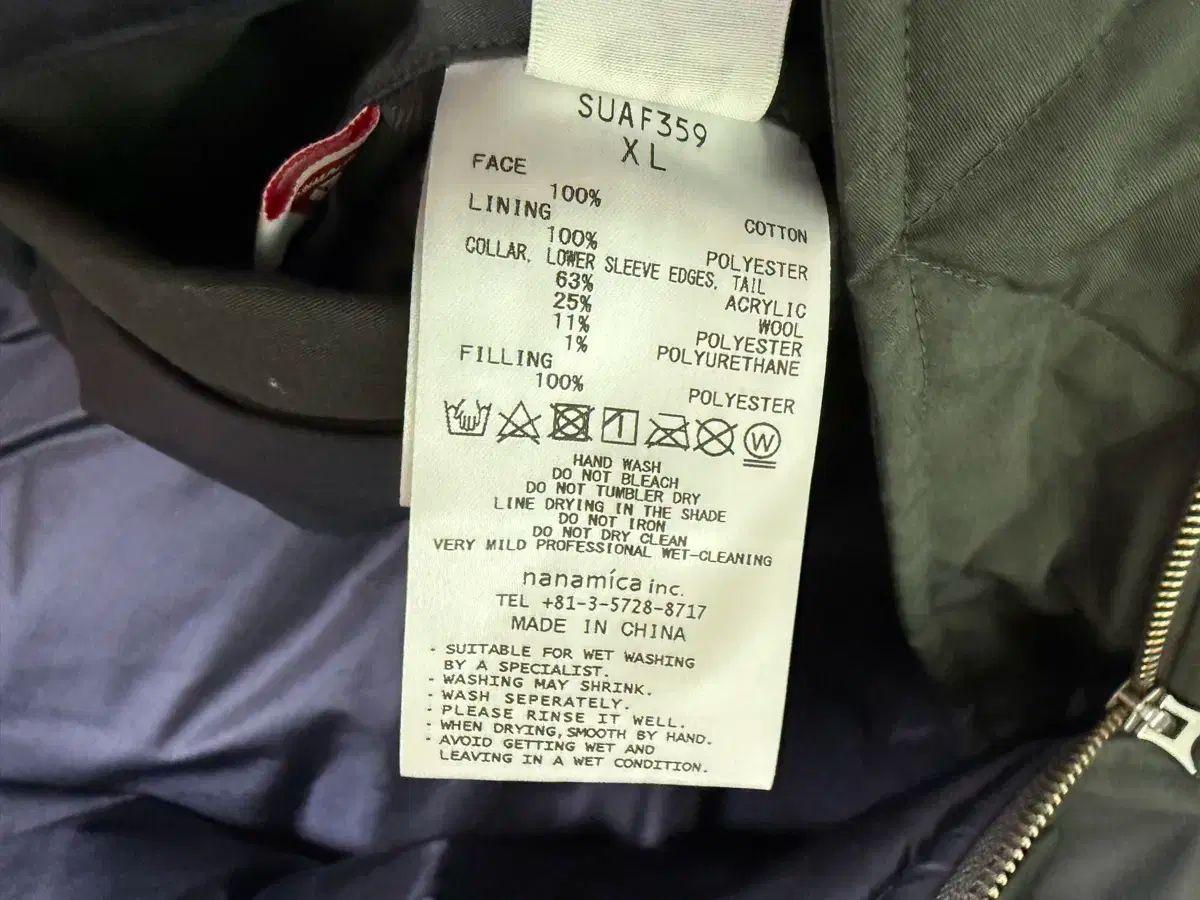 SUAF359
XL
FACE
100% COTTON
LINING
100% POLYESTER
COLLAR, LOWER SLEEVE EDGES, TAIL
63% ACRYLIC
25% WOOL
11% POLYESTER
1% POLYURETHANE
FILLING
100% POLYESTER
W
HAND WASH
DO NOT BLEACH
DO NOT TUMBLER DRY
LINE DRYING IN THE SHADE
DO NOT IRON
DO NOT DRY CLEAN
VERY MILD PROFESSIONAL WET-CLEANING
nanamica inc.
TEL +81-3-5728-8717
MADE IN CHINA
- SUITABLE FOR WET WASHING
BY A SPECIALIST.
- WASHING MAY SHRINK.
- WASH SEPERATELY.
- PLEASE RINSE IT WELL.
- WHEN DRYING, SMOOTH BY HAND.
- AVOID GETTING WET AND
LEAVING IN A WET CONDITION.